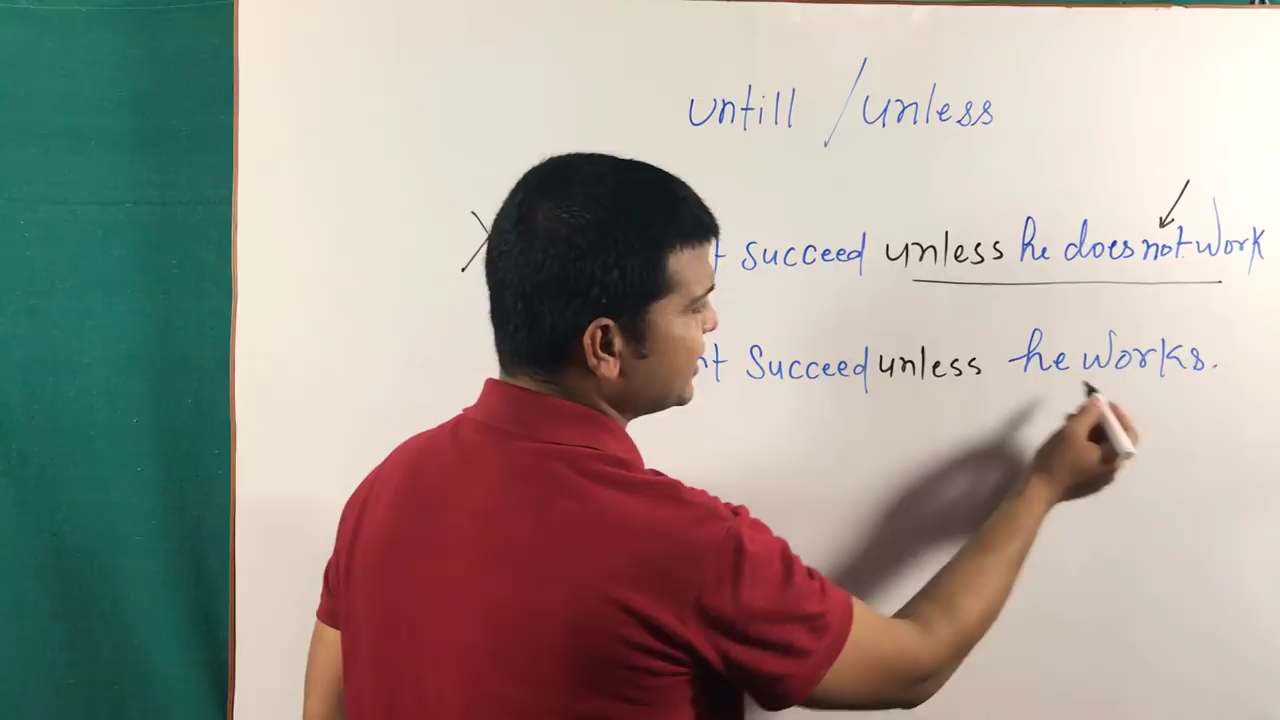 untill / unless
succeed unless he does not work
Succeed unless he works.